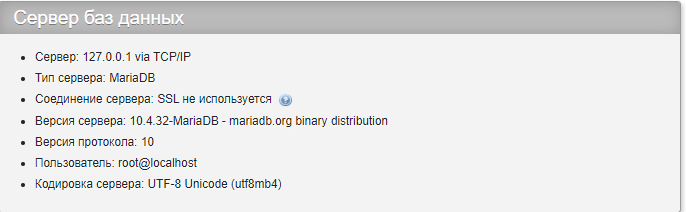 Сервер баз данных
Сервер: 127.0.0.1 via TCP/IP
Тип сервера: MariaDB
Соединение сервера: SSL не используется
Версия сервера: 10.4.32-MariaDB - mariadb.org binary distribution
Версия протокола: 10
Пользователь: root@localhost
Кодировка сервера: UTF-8 Unicode (utf8mb4)